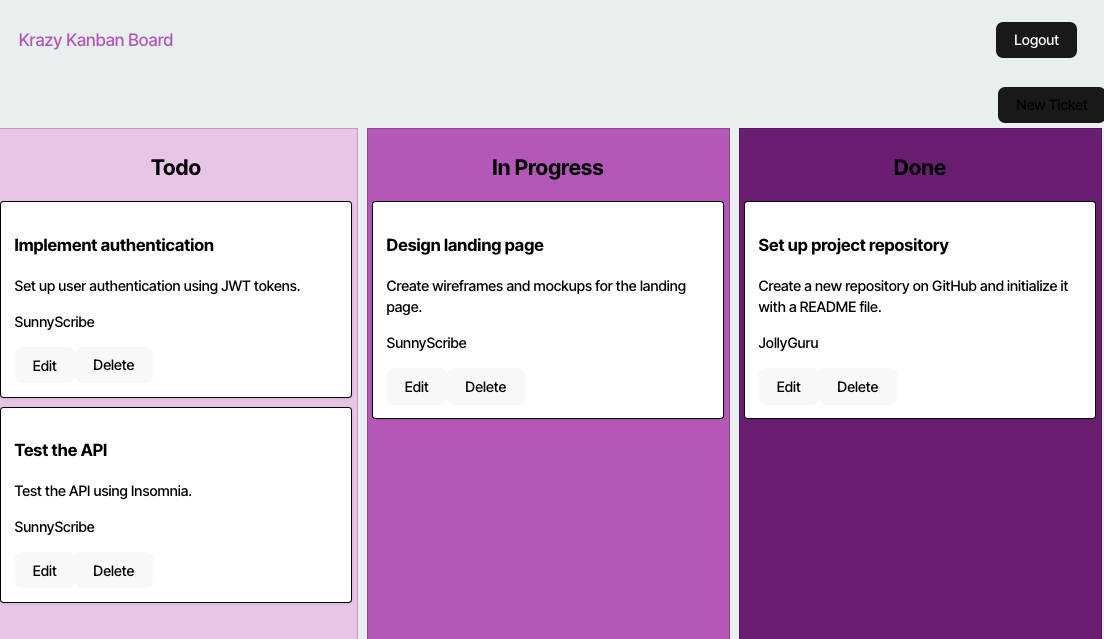 Krazy Kanban Board
Logout
New Ticket
Todo
Implement authentication
Set up user authentication using JWT tokens.
SunnyScribe
Edit
Delete
Test the API
Test the API using Insomnia.
SunnyScribe
Edit
Delete
In Progress
Design landing page
Create wireframes and mockups for the landing
page.
SunnyScribe
Edit
Delete
Done
Set up project repository
Create a new repository on GitHub and initialize it
with a README file.
JollyGuru
Edit
Delete